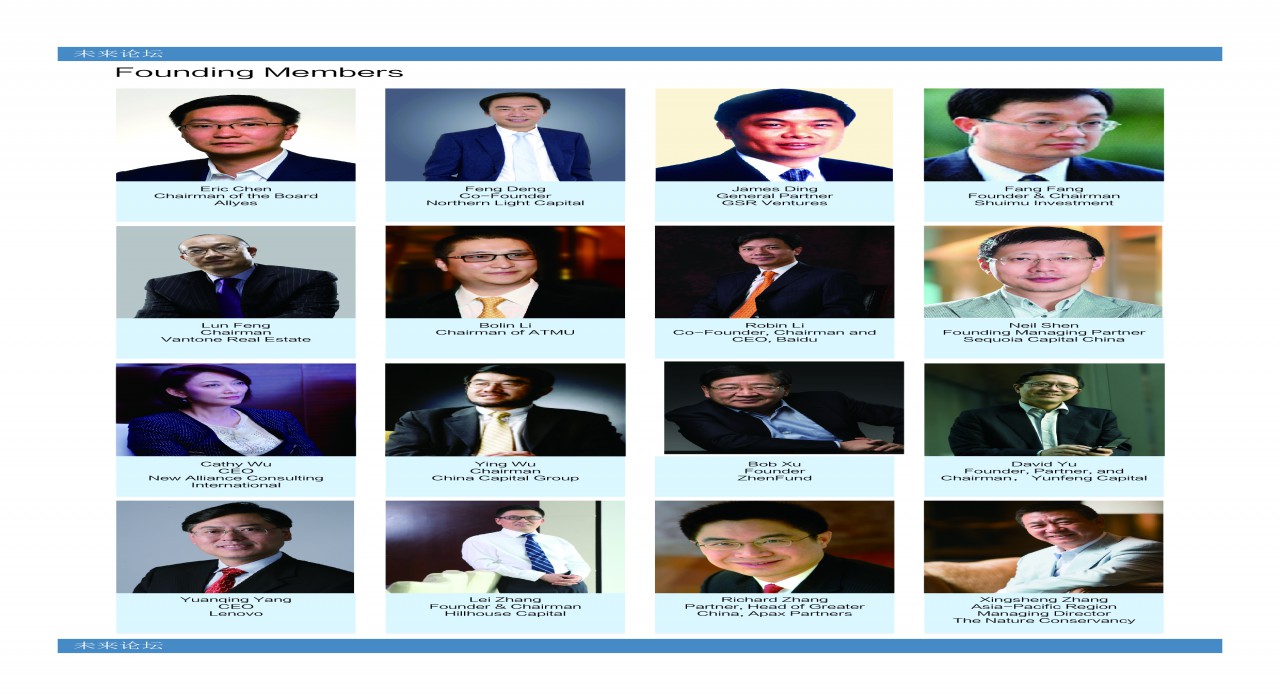 未来论坛
Founding Members
Eric Chen
Chairman of the Board
Allyes
Feng Deng
Co-Founder
Northern Light Capital
James Ding
General Partner
GSR Ventures
Fang Fang
Founder & Chairman
Shuimu Investment
Lun Feng
Chairman
Vantone Real Estate
Bolin Li
Chairman of ATMU
Robin Li
Co-Founder, Chairman and
CEO, Baidu
Neil Shen
Founding Managing Partner
Sequoia Capital China
Cathy Wu
CEO
New Alliance Consulting
International
Ying Wu
Chairman
China Capital Group
Bob Xu
Founder
ZhenFund
David Yu
Founder, Partner, and
Chairman, Yunfeng Capital
Yuanqing Yang
CEO
Lenovo
Lei Zhang
Founder & Chairman
Hillhouse Capital
Richard Zhang
Partner, Head of Greater
China, Apax Partners
Xingsheng Zhang
Asia-Pacific Region
Managing Director
The Nature Conservancy
未来论坛